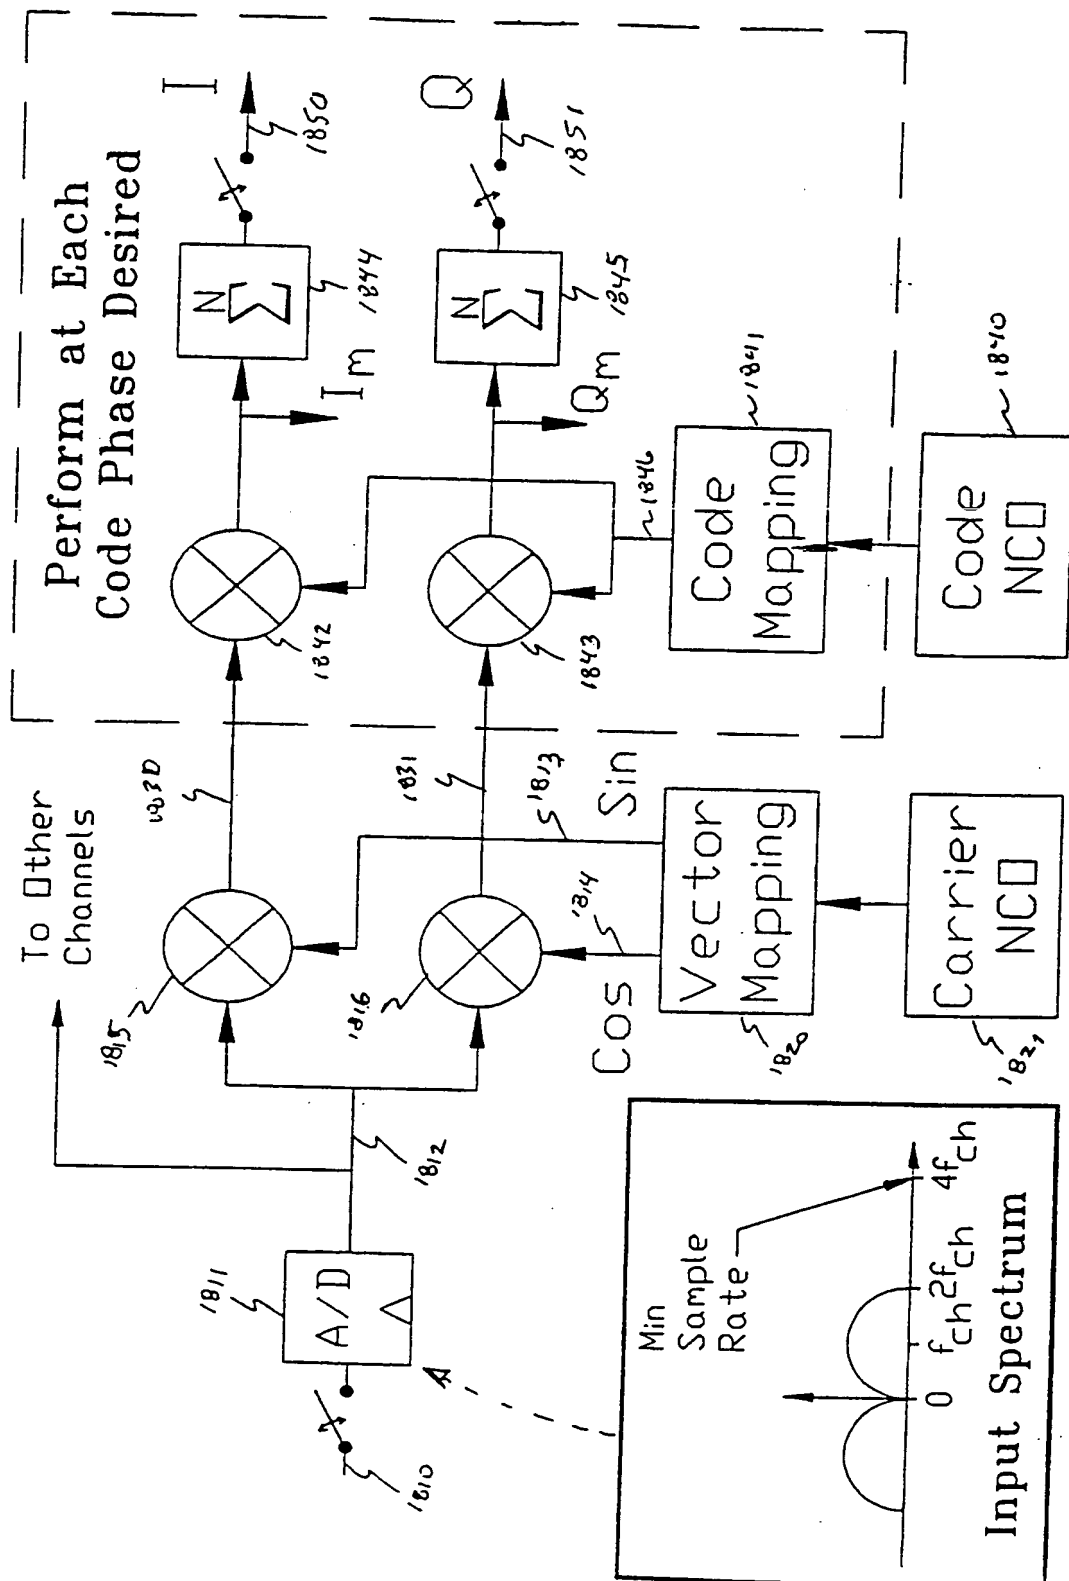 Perform at Each
Code Phase Desired
To Other
Channels
I
Q
1850
1851
N
Σ
1844
N
Σ
1845
I m
Q m
1842
1843
1846
1841
Code
Mapping
1840
Code
NCO
1830
1831
1813
Sin
1814
Cos
1815
1816
Vector
Mapping
1820
Carrier
NCO
1821
1812
1811
A/D
1810
Min
Sample
Rate
0
fch
2fch
4fch
Input Spectrum